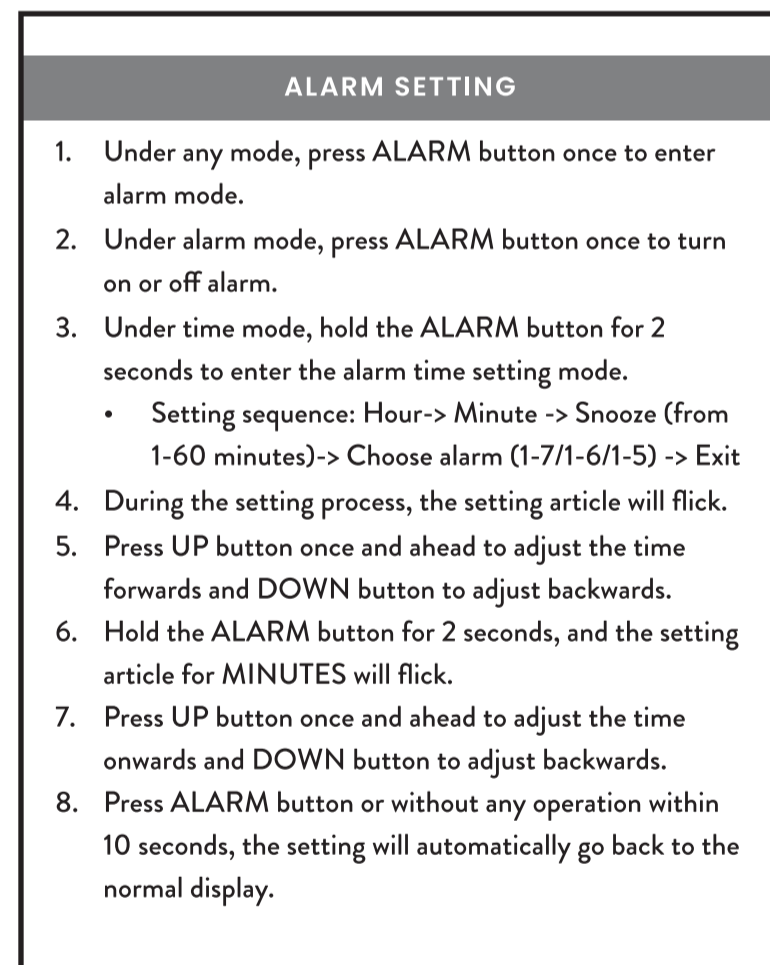 ALARM SETTING
1. Under any mode, press ALARM button once to enter
alarm mode.
2. Under alarm mode, press ALARM button once to turn
on or off alarm.
3. Under time mode, hold the ALARM button for 2
seconds to enter the alarm time setting mode.
• Setting sequence: Hour-> Minute -> Snooze (from
1-60 minutes)-> Choose alarm (1-7/1-6/1-5) -> Exit
4. During the setting process, the setting article will flick.
5. Press UP button once and ahead to adjust the time
forwards and DOWN button to adjust backwards.
6. Hold the ALARM button for 2 seconds, and the setting
article for MINUTES will flick.
7. Press UP button once and ahead to adjust the time
onwards and DOWN button to adjust backwards.
8. Press ALARM button or without any operation within
10 seconds, the setting will automatically go back to the
normal display.